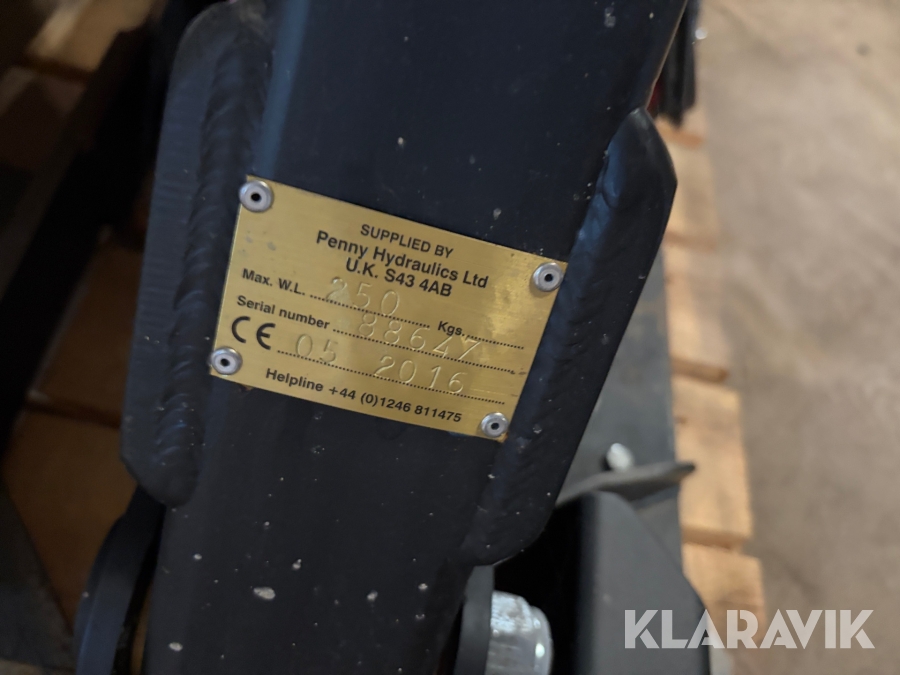 SUPPLIED BY
Penny Hydraulics Ltd
U.K. S43 4AB
Max. W.L. 250 Kgs.
Serial number 88647
CE 05 2016
Helpline +44 (0)1246 811475
KLARAVIK